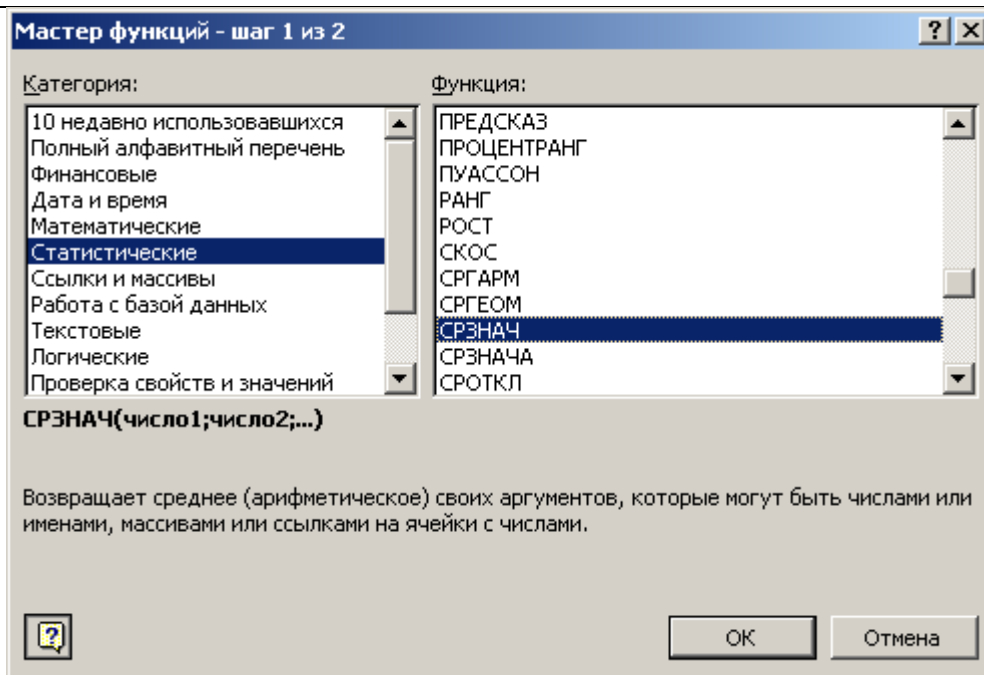 Мастер функций - шаг 1 из 2
Категория:
10 недавно использовавшихся
Полный алфавитный перечень
Финансовые
Дата и время
Математические
Статистические
Ссылки и массивы
Работа с базой данных
Текстовые
Логические
Проверка свойств и значений
Функция:
ПРЕДСКАЗ
ПРОЦЕНТРАНГ
ПУАССОН
РАНГ
РОСТ
СКОС
СРГАРМ
СРГЕОМ
СРЗНАЧ
СРЗНАЧА
СРОТКЛ
СРЗНАЧ(число1;число2;...)
Возвращает среднее (арифметическое) своих аргументов, которые могут быть числами или
именами, массивами или ссылками на ячейки с числами.
ОК
Отмена